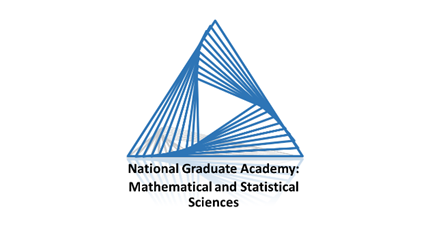 National Graduate Academy:
Mathematical and Statistical
Sciences